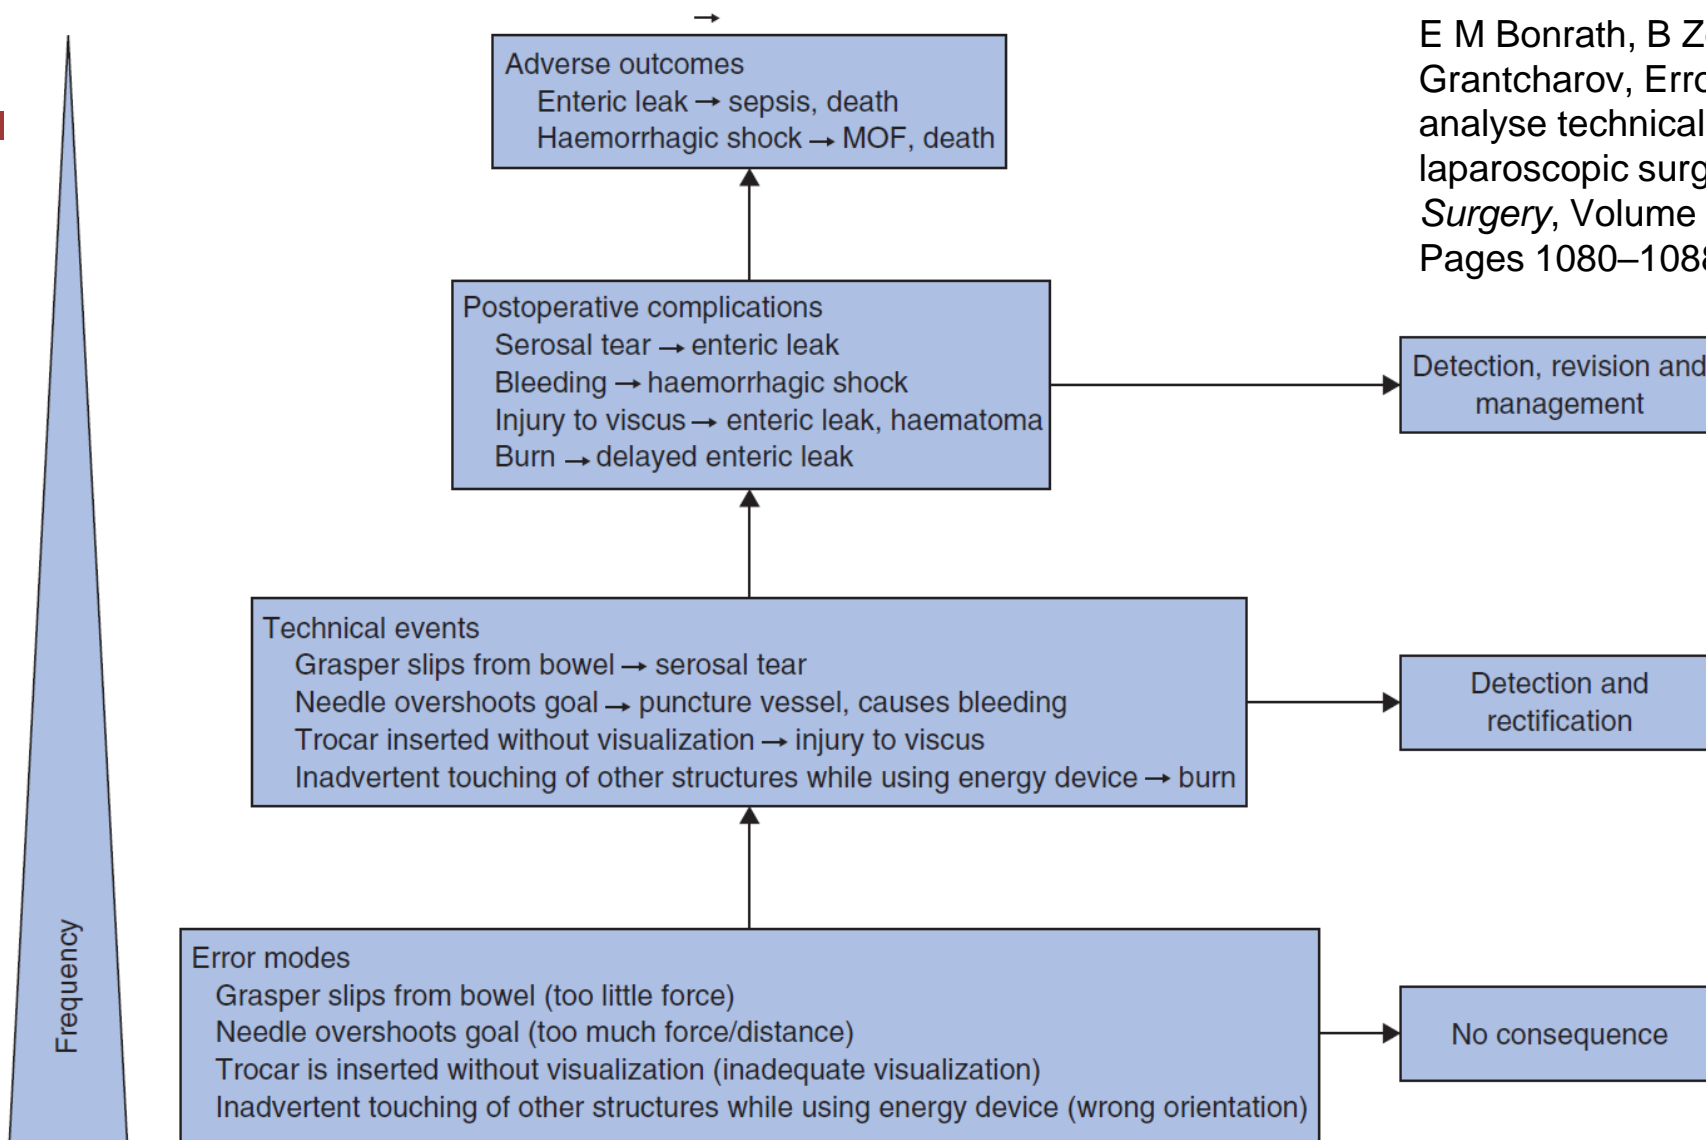 →
Adverse outcomes
Enteric leak → sepsis, death
Haemorrhagic shock → MOF, death
E M Bonrath, B
Grantcharov,
analyse technical
laparoscopic
Surgery, Volume
Pages
Postoperative complications
Serosal tear → enteric leak
Bleeding → haemorrhagic shock
Injury to viscus → enteric leak, haematoma
Burn → delayed enteric leak
Detection, revision and
management
Technical events
Grasper slips from bowel → serosal tear
Needle overshoots goal → puncture vessel, causes bleeding
Trocar inserted without visualization → injury to viscus
Inadvertent touching of other structures while using energy device → burn
Detection and
rectification
Error modes
Grasper slips from bowel (too little force)
Needle overshoots goal (too much force/distance)
Trocar is inserted without visualization (inadequate visualization)
Inadvertent touching of other structures while using energy device (wrong orientation)
No consequence
Frequency